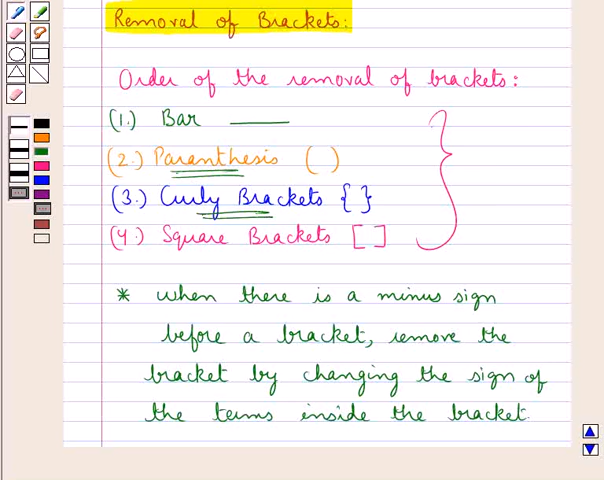 Removal of Brackets:
Order of the removal of brackets:
(1.) Bar ———
(2.) Paranthesis ( )
(3.) Curly Brackets { }
(4.) Square Brackets [ ]
* when there is a minus sign
before a bracket, remove the
bracket by changing the sign of
the terms inside the bracket.